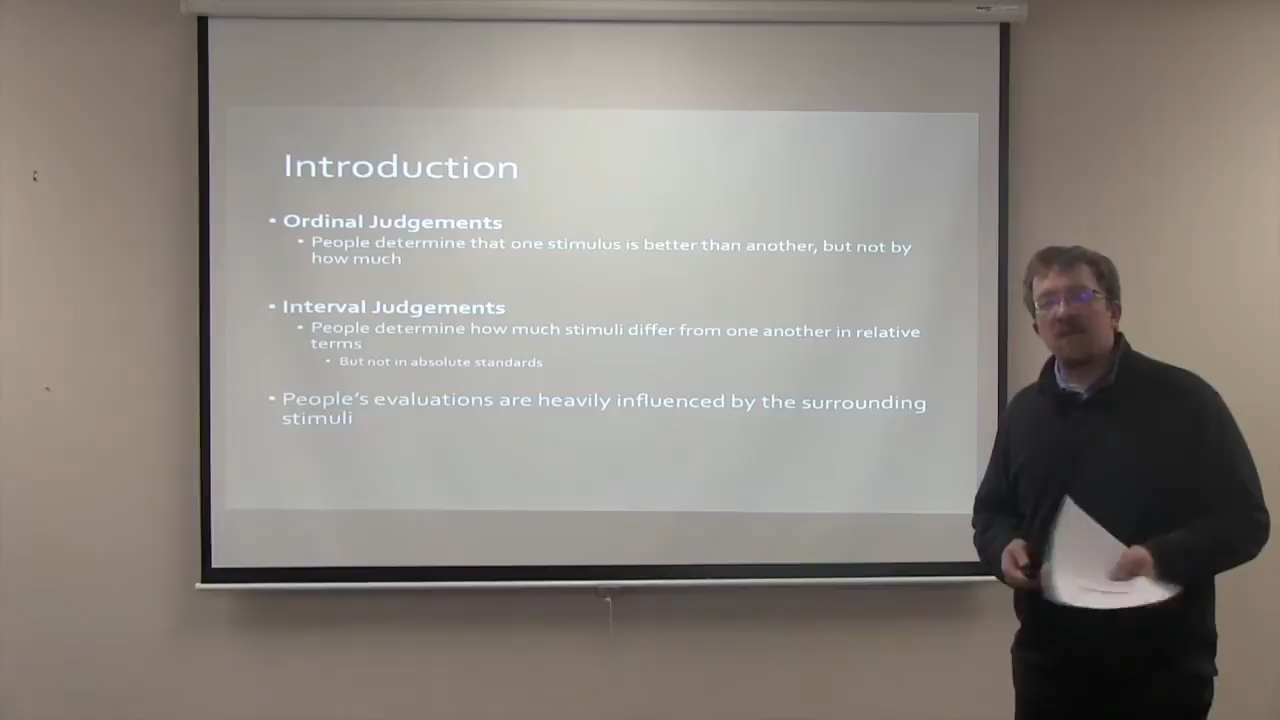 Introduction
• Ordinal Judgements
• People determine that one stimulus is better than another, but not by
how much
• Interval Judgements
• People determine how much stimuli differ from one another in relative
terms
• But not in absolute standards
• People's evaluations are heavily influenced by the surrounding
stimuli